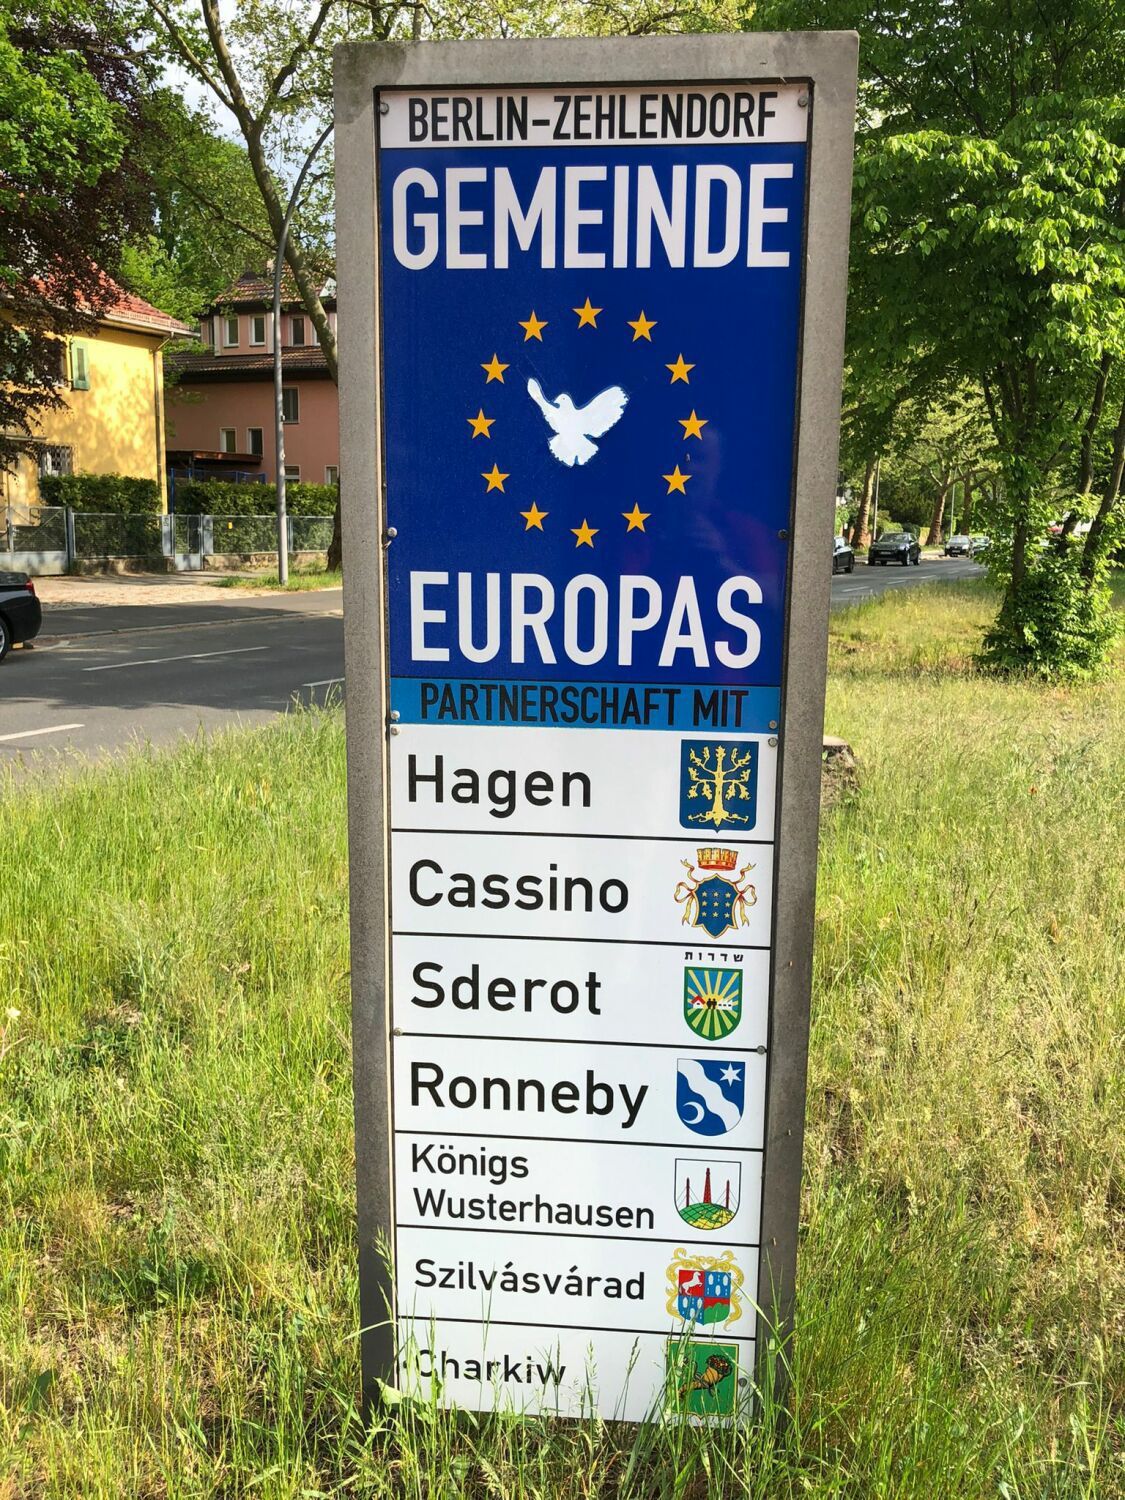 BERLIN-ZEHLENDORF
GEMEINDE
EUROPAS
PARTNERSCHAFT MIT
Hagen
Cassino
שדרות
Sderot
Ronneby
Königs
Wusterhausen
Szilvásvárad
Charkiw